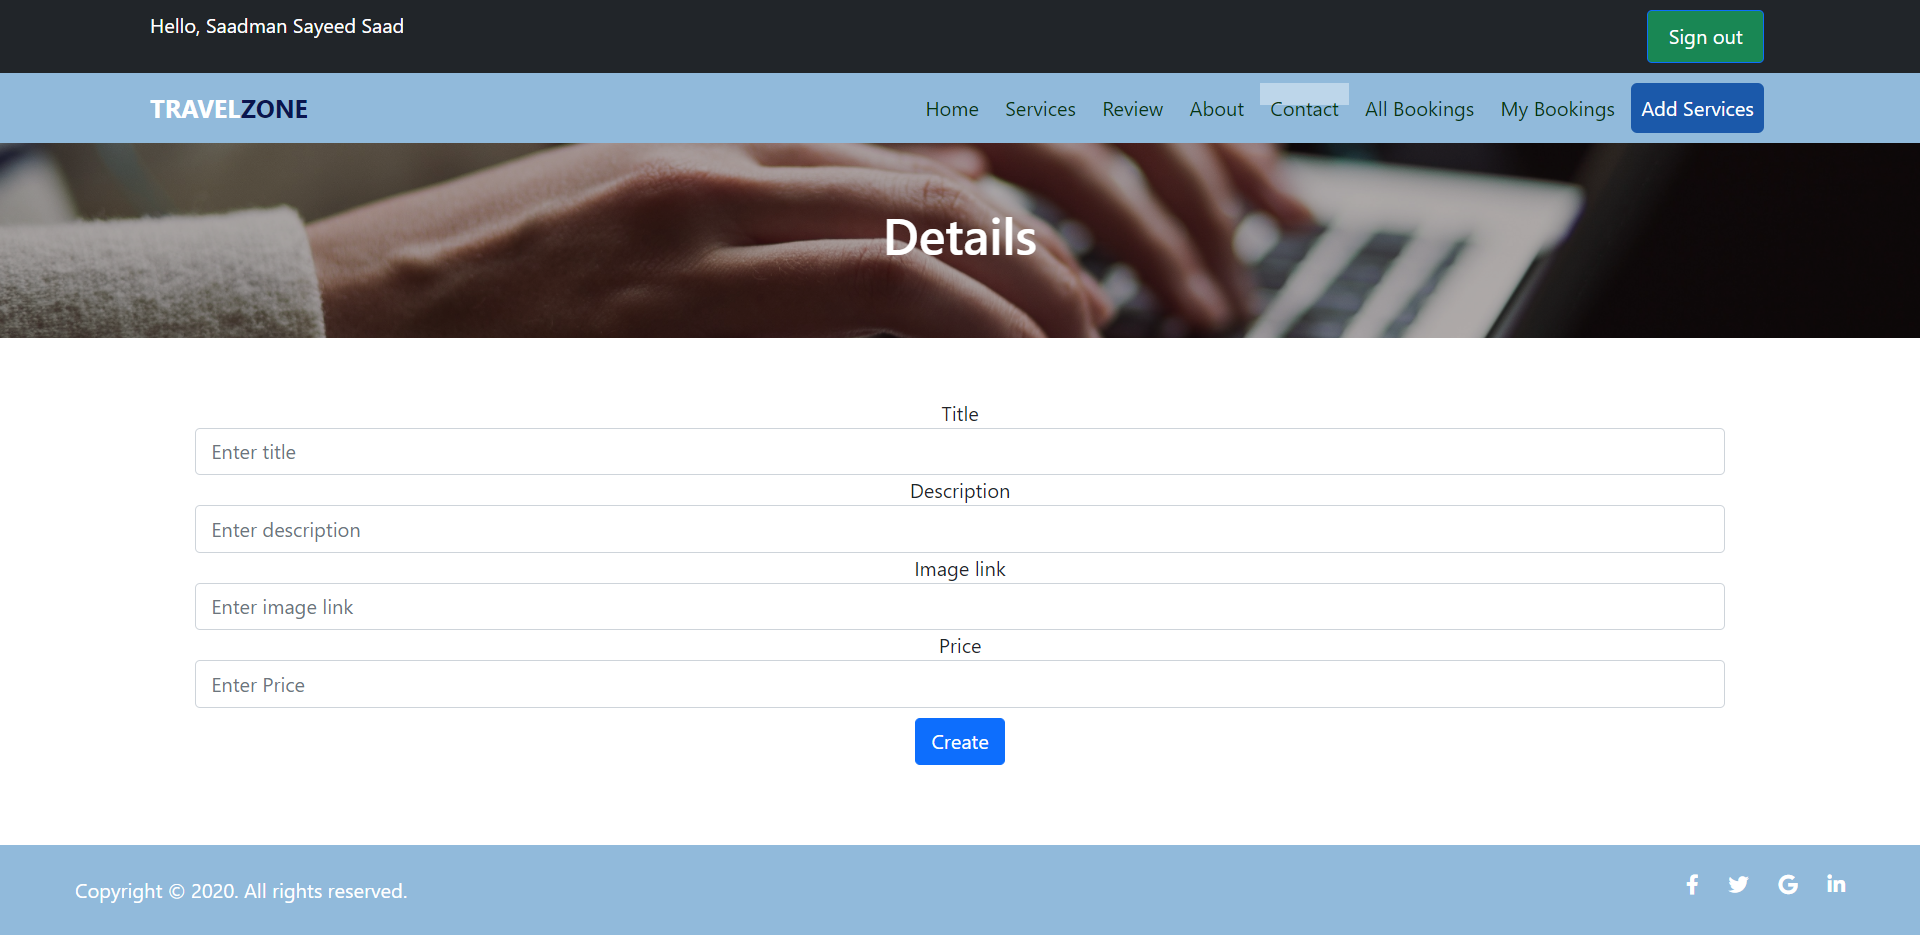 Hello, Saadman Sayeed Saad
Sign out
TRAVELZONE
Home Services Review About Contact All Bookings My Bookings Add Services
Details
Title
Enter title
Description
Enter description
Image link
Enter image link
Price
Enter Price
Create
Copyright © 2020. All rights reserved.